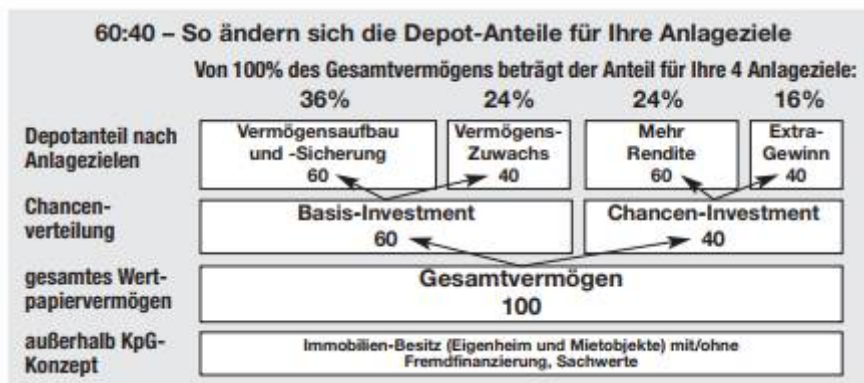 60:40 – So ändern sich die Depot-Anteile für Ihre Anlageziele
Von 100% des Gesamtvermögens beträgt der Anteil für Ihre 4 Anlageziele:
36% 24% 24% 16%
Depotanteil nach
Anlagezielen
Vermögensaufbau
und -Sicherung
60
Vermögens-
Zuwachs
40
Mehr
Rendite
60
Extra-
Gewinn
40
Chancen-
verteilung
Basis-Investment
60
Chancen-Investment
40
gesamtes Wert-
papiervermögen
Gesamtvermögen
100
außerhalb KpG-
Konzept
Immobilien-Besitz (Eigenheim und Mietobjekte) mit/ohne
Fremdfinanzierung, Sachwerte